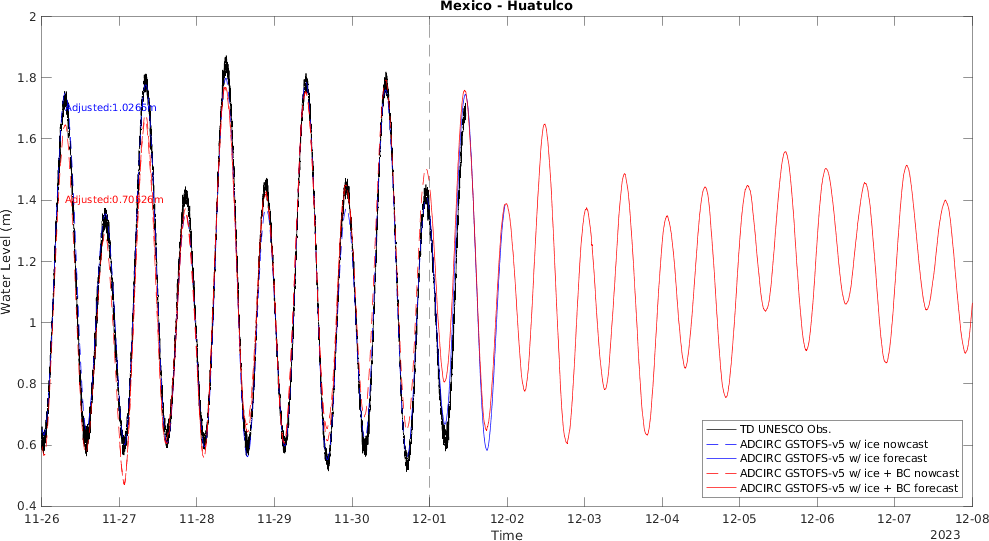 Mexico - Huatulco
2
1.8
1.6
1.4
1.2
1
0.8
0.6
0.4
Water Level (m)
Adjusted:1.0266m
Adjusted:0.70526m
TD UNESCO Obs.
ADCIRC GSTOFS-v5 w/ ice nowcast
ADCIRC GSTOFS-v5 w/ ice forecast
ADCIRC GSTOFS-v5 w/ ice + BC nowcast
ADCIRC GSTOFS-v5 w/ ice + BC forecast
11-26 11-27 11-28 11-29 11-30 12-01 12-02 12-03 12-04 12-05 12-06 12-07 12-08
Time
2023